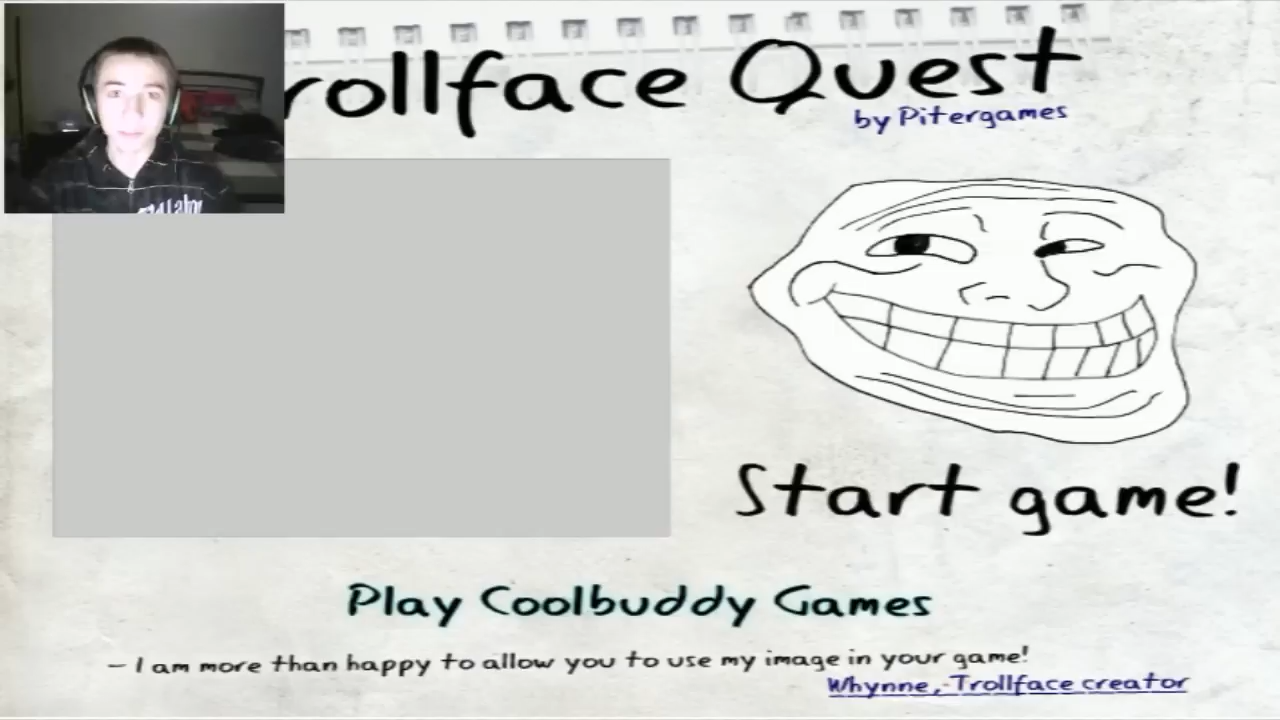 rollface Quest
by Pitergames
Start game!
Play Coolbuddy Games
– I am more than happy to allow you to use my image in your game!
Whynne, Trollface creator